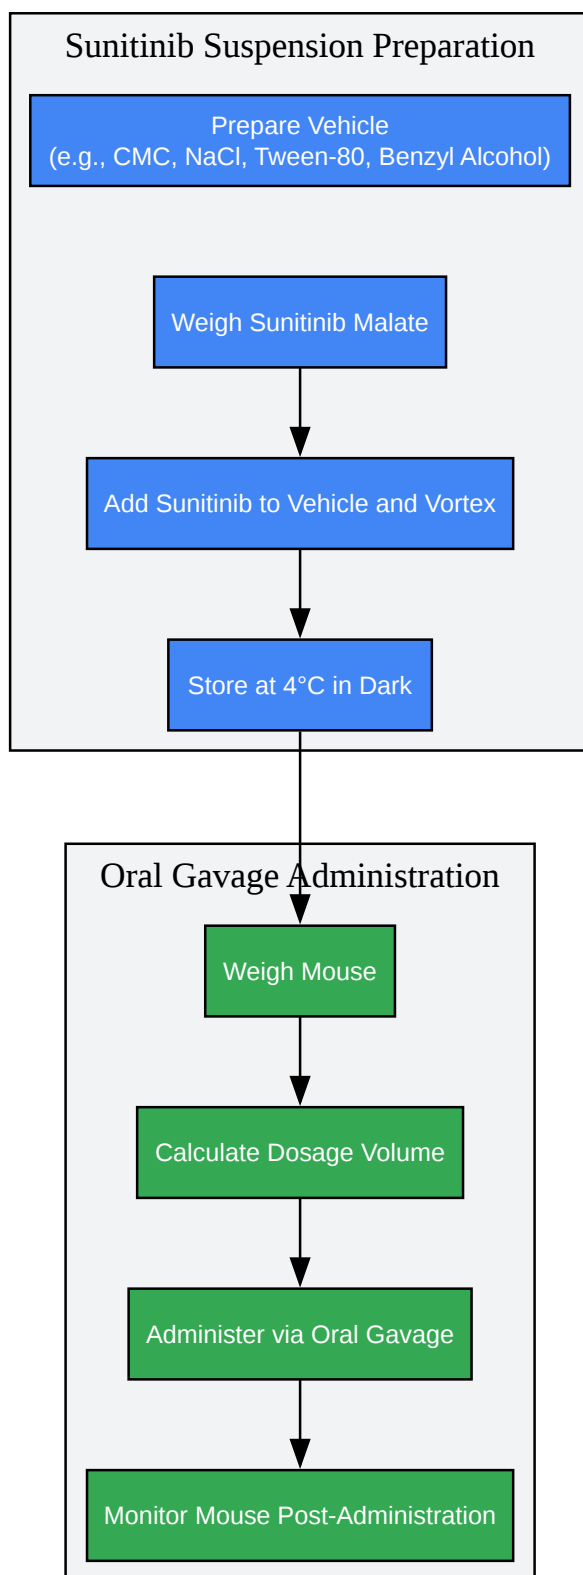 Sunitinib Suspension Preparation
Prepare Vehicle
(e.g., CMC, NaCl, Tween-80, Benzyl Alcohol)
Weigh Sunitinib Malate
Add Sunitinib to Vehicle and Vortex
Store at 4°C in Dark
Oral Gavage Administration
Weigh Mouse
Calculate Dosage Volume
Administer via Oral Gavage
Monitor Mouse Post-Administration